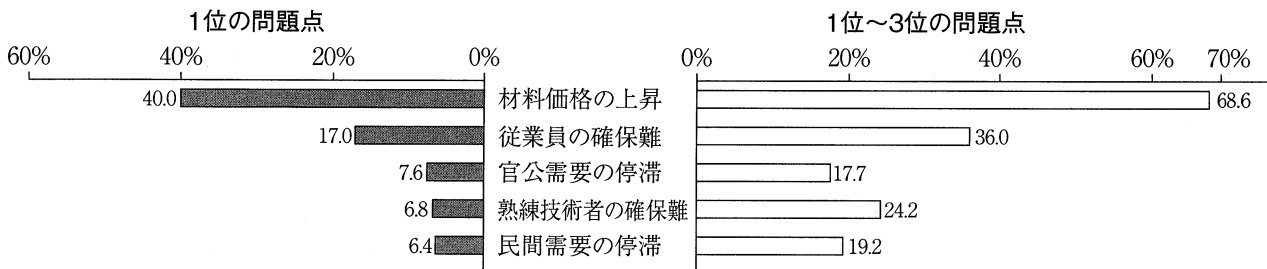 1位の問題点 1位～3位の問題点
60% 40% 20% 0% 0% 20% 40% 60% 70%
40.0 材料価格の上昇 68.6
17.0 従業員の確保難 36.0
7.6 官公需要の停滞 17.7
6.8 熟練技術者の確保難 24.2
6.4 民間需要の停滞 19.2